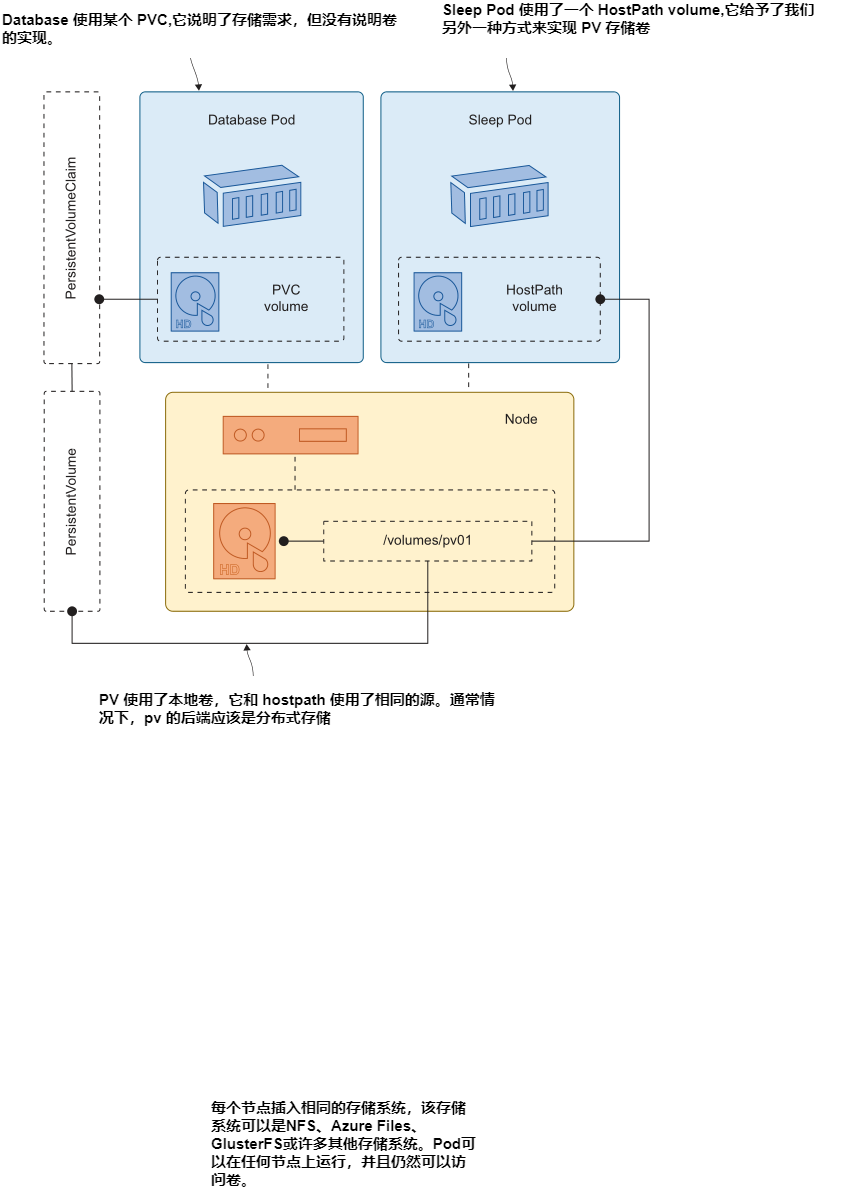 Database 使用某个 PVC,它说明了存储需求，但没有说明卷
的实现。
Sleep Pod 使用了一个 HostPath volume,它给予了我们
另外一种方式来实现 PV 存储卷
Database Pod
Sleep Pod
PersistentVolumeClaim
PVC
volume
HD
HostPath
volume
HD
Node
PersistentVolume
HD
/volumes/pv01
PV 使用了本地卷，它和 hostpath 使用了相同的源。通常情
况下，pv 的后端应该是分布式存储
每个节点插入相同的存储系统，该存储
系统可以是NFS、Azure Files、
GlusterFS或许多其他存储系统。Pod可
以在任何节点上运行，并且仍然可以访
问卷。